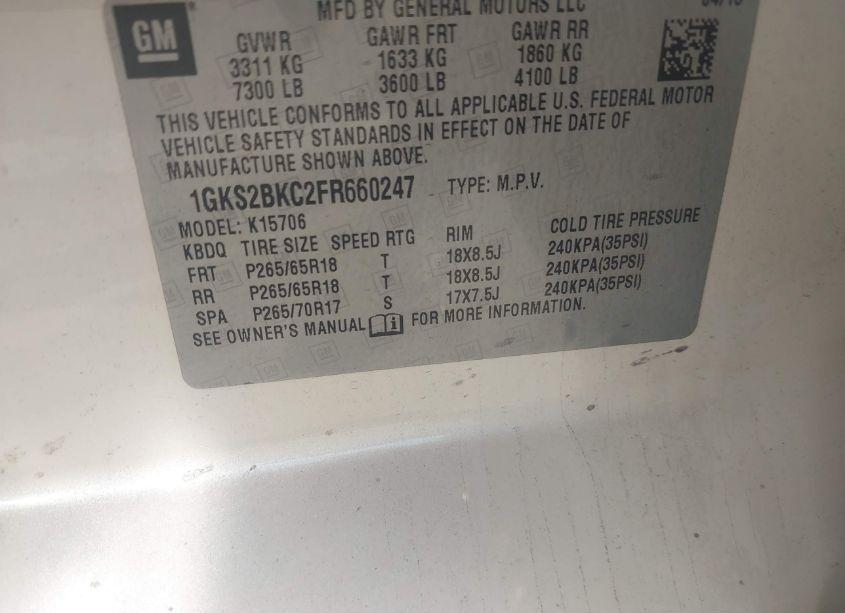 MFD BY GENERAL MOTORS LLC
GM
GVWR GAWR FRT GAWR RR
3311 KG 1633 KG 1860 KG
7300 LB 3600 LB 4100 LB
THIS VEHICLE CONFORMS TO ALL APPLICABLE U.S. FEDERAL MOTOR
VEHICLE SAFETY STANDARDS IN EFFECT ON THE DATE OF
MANUFACTURE SHOWN ABOVE.
1GKS2BKC2FR660247 TYPE: M.P.V.
MODEL: K15706
KBDQ TIRE SIZE SPEED RTG RIM COLD TIRE PRESSURE
FRT P265/65R18 T 18X8.5J 240KPA(35PSI)
RR P265/65R18 T 18X8.5J 240KPA(35PSI)
SPA P265/70R17 S 17X7.5J 240KPA(35PSI)
SEE OWNER'S MANUAL FOR MORE INFORMATION.